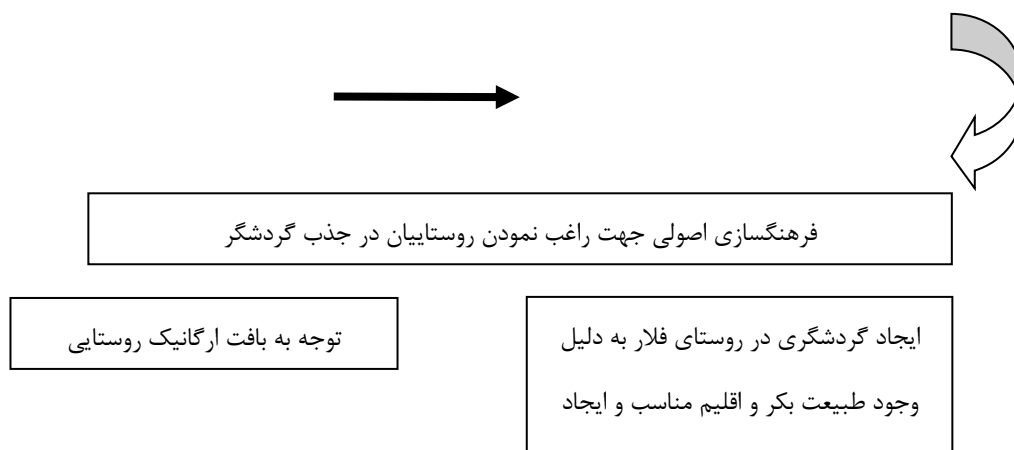 فرهنگسازی اصولی جهت راغب نمودن روستاییان در جذب گردشگر
ایجاد گردشگری در روستای فلار به دلیل
وجود طبیعت بکر و اقلیم مناسب و ایجاد
توجه به بافت ارگانیک روستایی